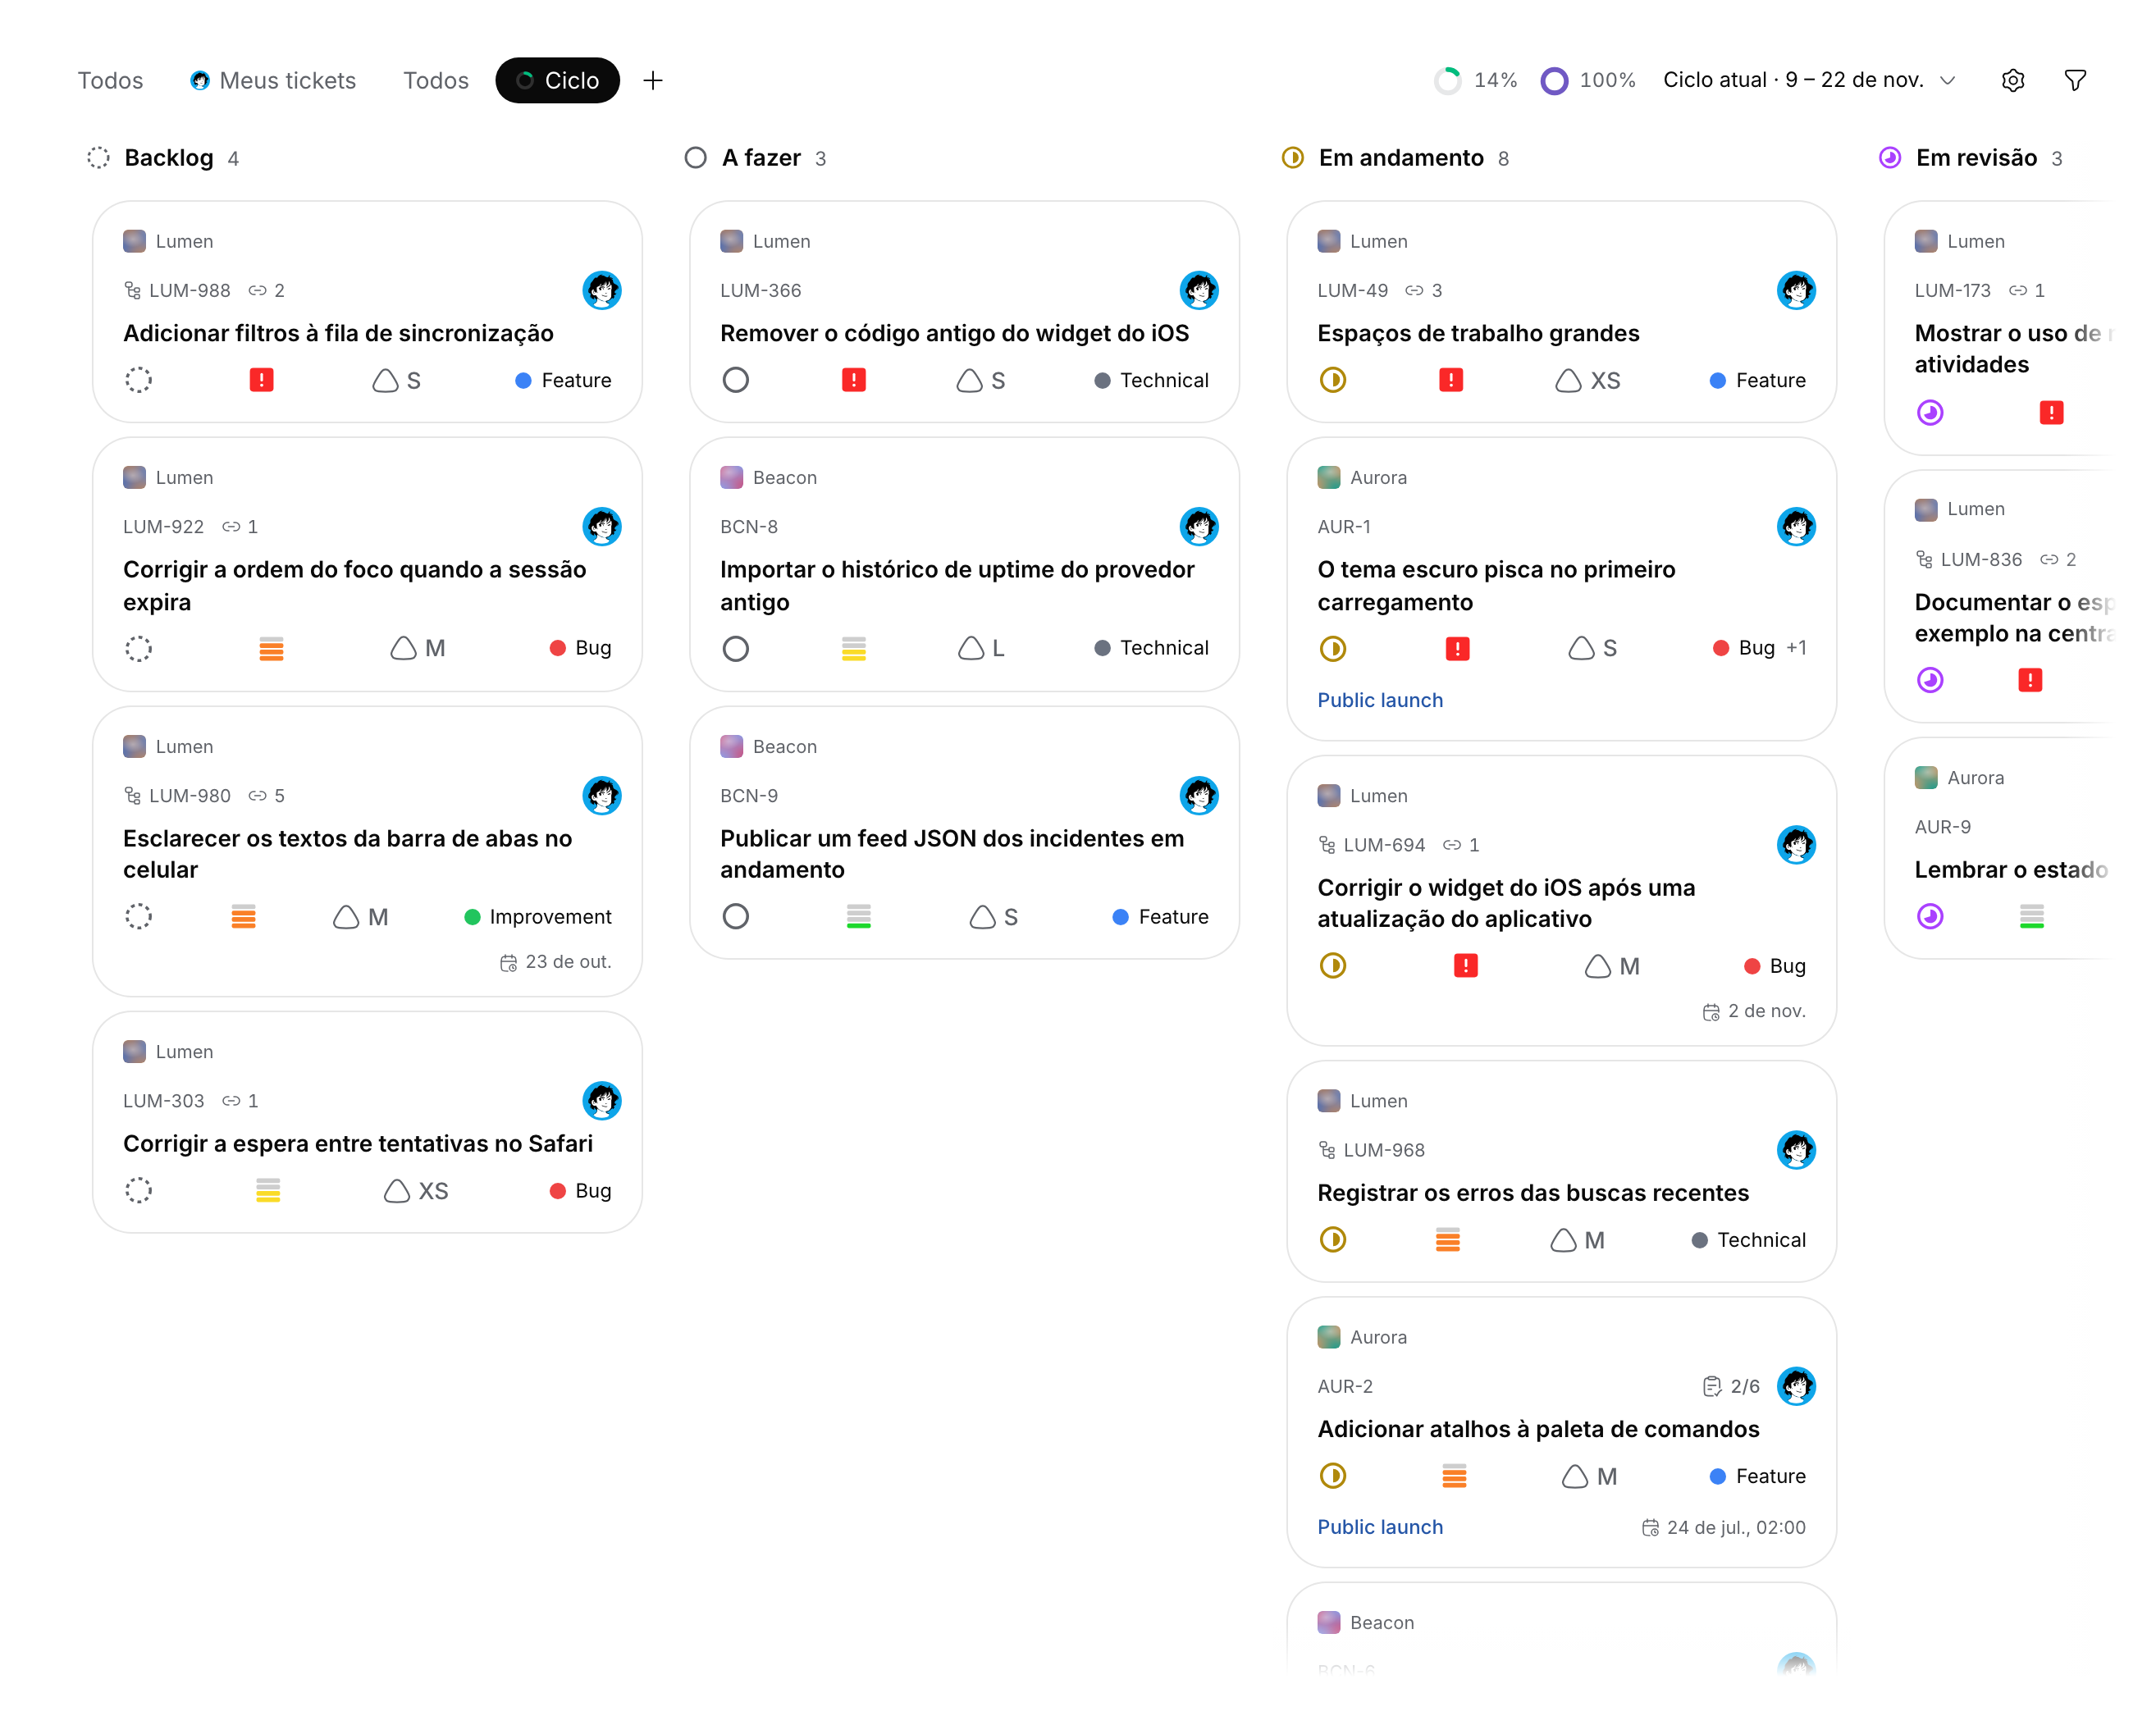 Todos
Meus tickets
Todos
Ciclo
14%
100%
Ciclo atual · 9 – 22 de nov.
Backlog 4
Lumen
LUM-988 2
Adicionar filtros à fila de sincronização
S
Feature
Lumen
LUM-922 1
Corrigir a ordem do foco quando a sessão
expira
M
Bug
Lumen
LUM-980 5
Esclarecer os textos da barra de abas no
celular
M
Improvement
23 de out.
Lumen
LUM-303 1
Corrigir a espera entre tentativas no Safari
XS
Bug
A fazer 3
Lumen
LUM-366
Remover o código antigo do widget do iOS
S
Technical
Beacon
BCN-8
Importar o histórico de uptime do provedor
antigo
L
Technical
Beacon
BCN-9
Publicar um feed JSON dos incidentes em
andamento
S
Feature
Em andamento 8
Lumen
LUM-49 3
Espaços de trabalho grandes
XS
Feature
Aurora
AUR-1
O tema escuro pisca no primeiro
carregamento
S
Bug +1
Public launch
Lumen
LUM-694 1
Corrigir o widget do iOS após uma
atualização do aplicativo
M
Bug
2 de nov.
Lumen
LUM-968
Registrar os erros das buscas recentes
M
Technical
Aurora
AUR-2
2/6
Adicionar atalhos à paleta de comandos
M
Feature
Public launch
24 de jul., 02:00
Beacon
BCN-6
Em revisão 3
Lumen
LUM-173 1
Mostrar o uso de
atividades
Lumen
LUM-836 2
Documentar o
exemplo na
Aurora
AUR-9
Lembrar o estado